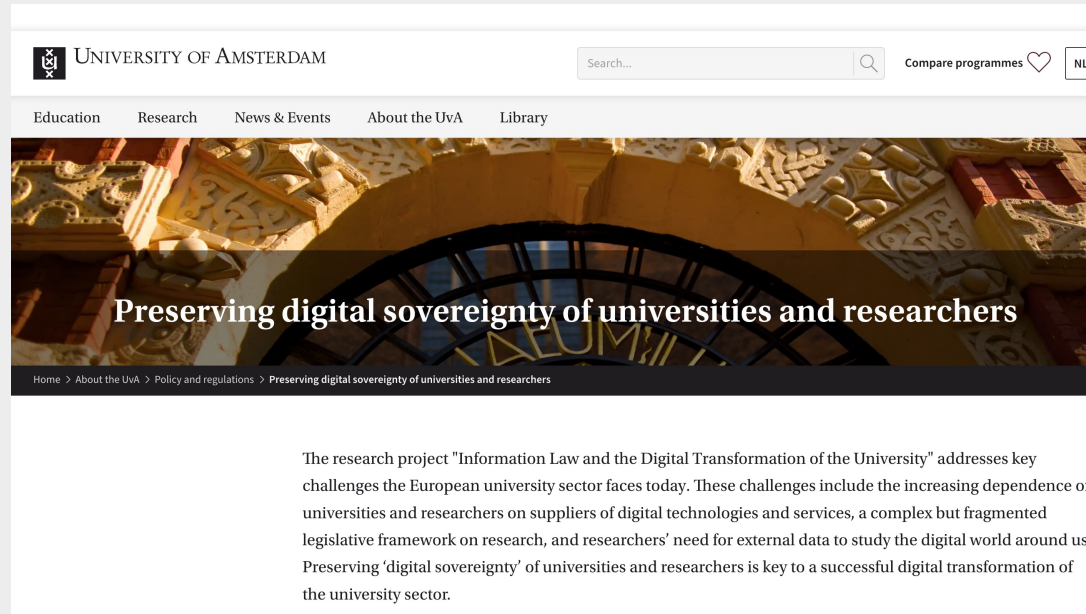 University of Amsterdam
Search...
Compare programmes
NL
Education Research News & Events About the UvA Library
Preserving digital sovereignty of universities and researchers
Home > About the UvA > Policy and regulations > Preserving digital sovereignty of universities and researchers
The research project "Information Law and the Digital Transformation of the University" addresses key
challenges the European university sector faces today. These challenges include the increasing dependence of
universities and researchers on suppliers of digital technologies and services, a complex but fragmented
legislative framework on research, and researchers’ need for external data to study the digital world around us
Preserving ‘digital sovereignty’ of universities and researchers is key to a successful digital transformation of
the university sector.